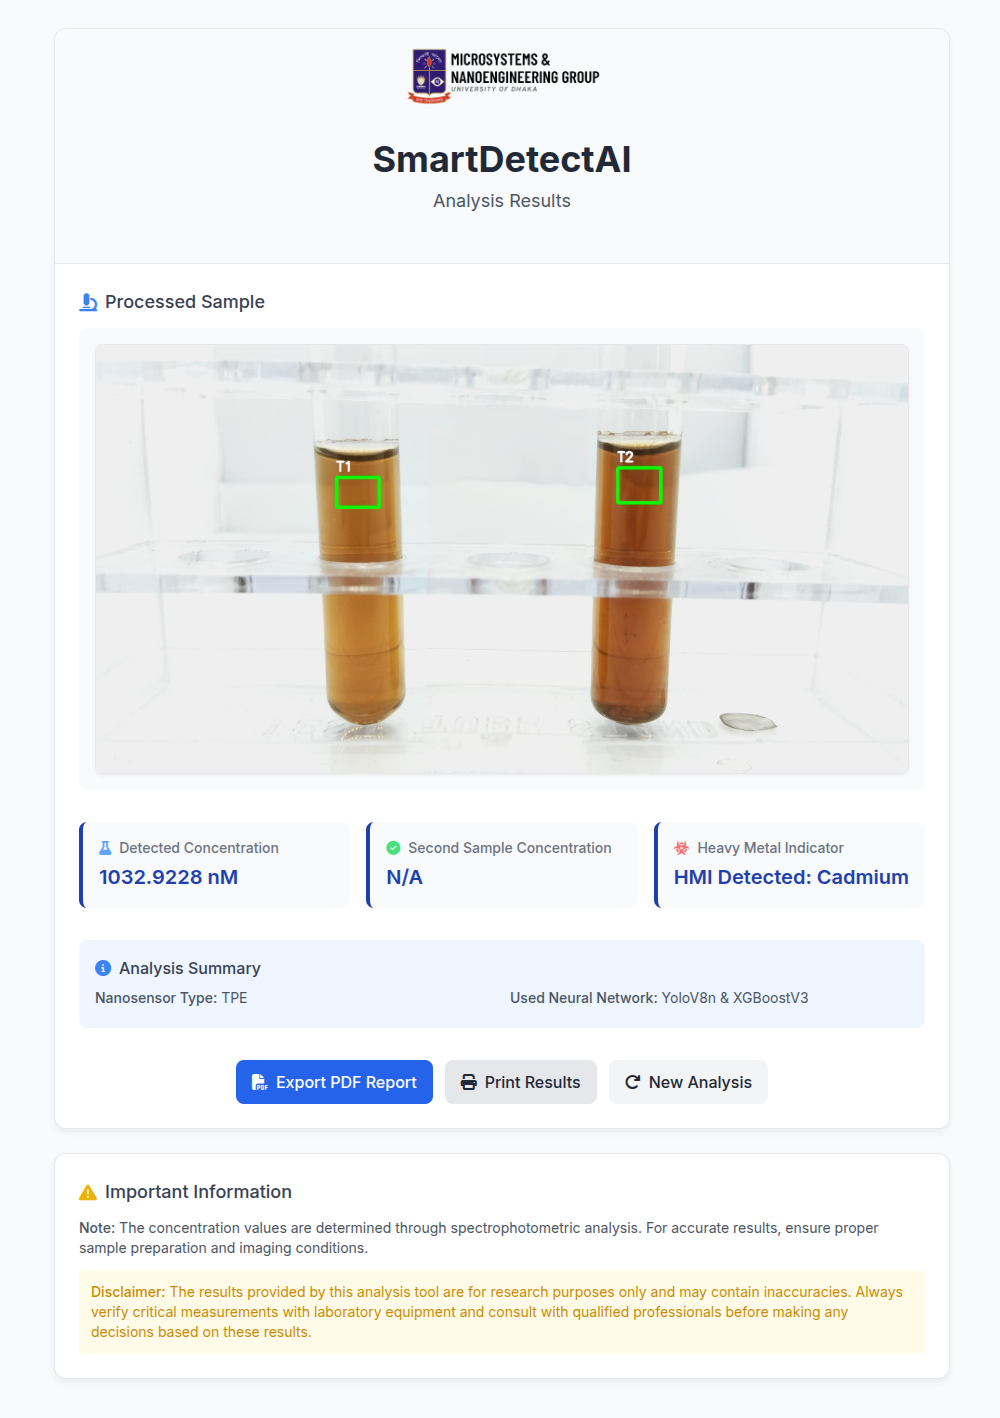 MICROSYSTEMS &
NANOENGINEERING GROUP
UNIVERSITY OF DHAKA
SmartDetectAI
Analysis Results
Processed Sample
T1
T2
Detected Concentration
1032.9228 nM
Second Sample Concentration
N/A
Heavy Metal Indicator
HMI Detected: Cadmium
Analysis Summary
Nanosensor Type: TPE
Used Neural Network: YoloV8n & XGBoostV3
PDF
Export PDF Report
Print Results
New Analysis
Important Information
Note: The concentration values are determined through spectrophotometric analysis. For accurate results, ensure proper
sample preparation and imaging conditions.
Disclaimer: The results provided by this analysis tool are for research purposes only and may contain inaccuracies. Always
verify critical measurements with laboratory equipment and consult with qualified professionals before making any
decisions based on these results.